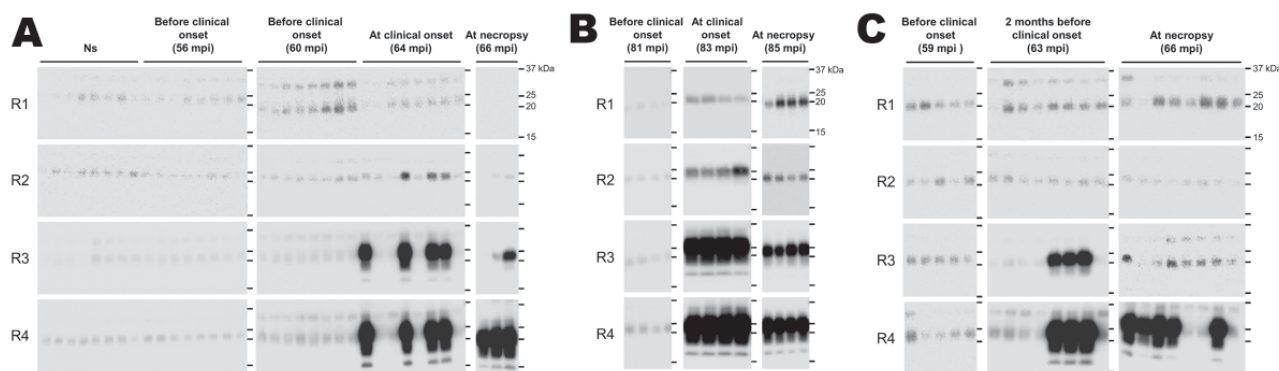 A
Ns
Before clinical
onset
(56 mpi)
Before clinical
onset
(60 mpi)
At clinical onset
(64 mpi)
At necropsy
(66 mpi)
37 kDa
25
20
15
R1
R2
R3
R4
B
Before clinical
onset
(81 mpi)
At clinical
onset
(83 mpi)
At necropsy
(85 mpi)
37 kDa
25
20
15
R1
R2
R3
R4
C
Before clinical
onset
(59 mpi )
2 months before
clinical onset
(63 mpi)
At necropsy
(66 mpi)
37 kDa
25
20
15
R1
R2
R3
R4